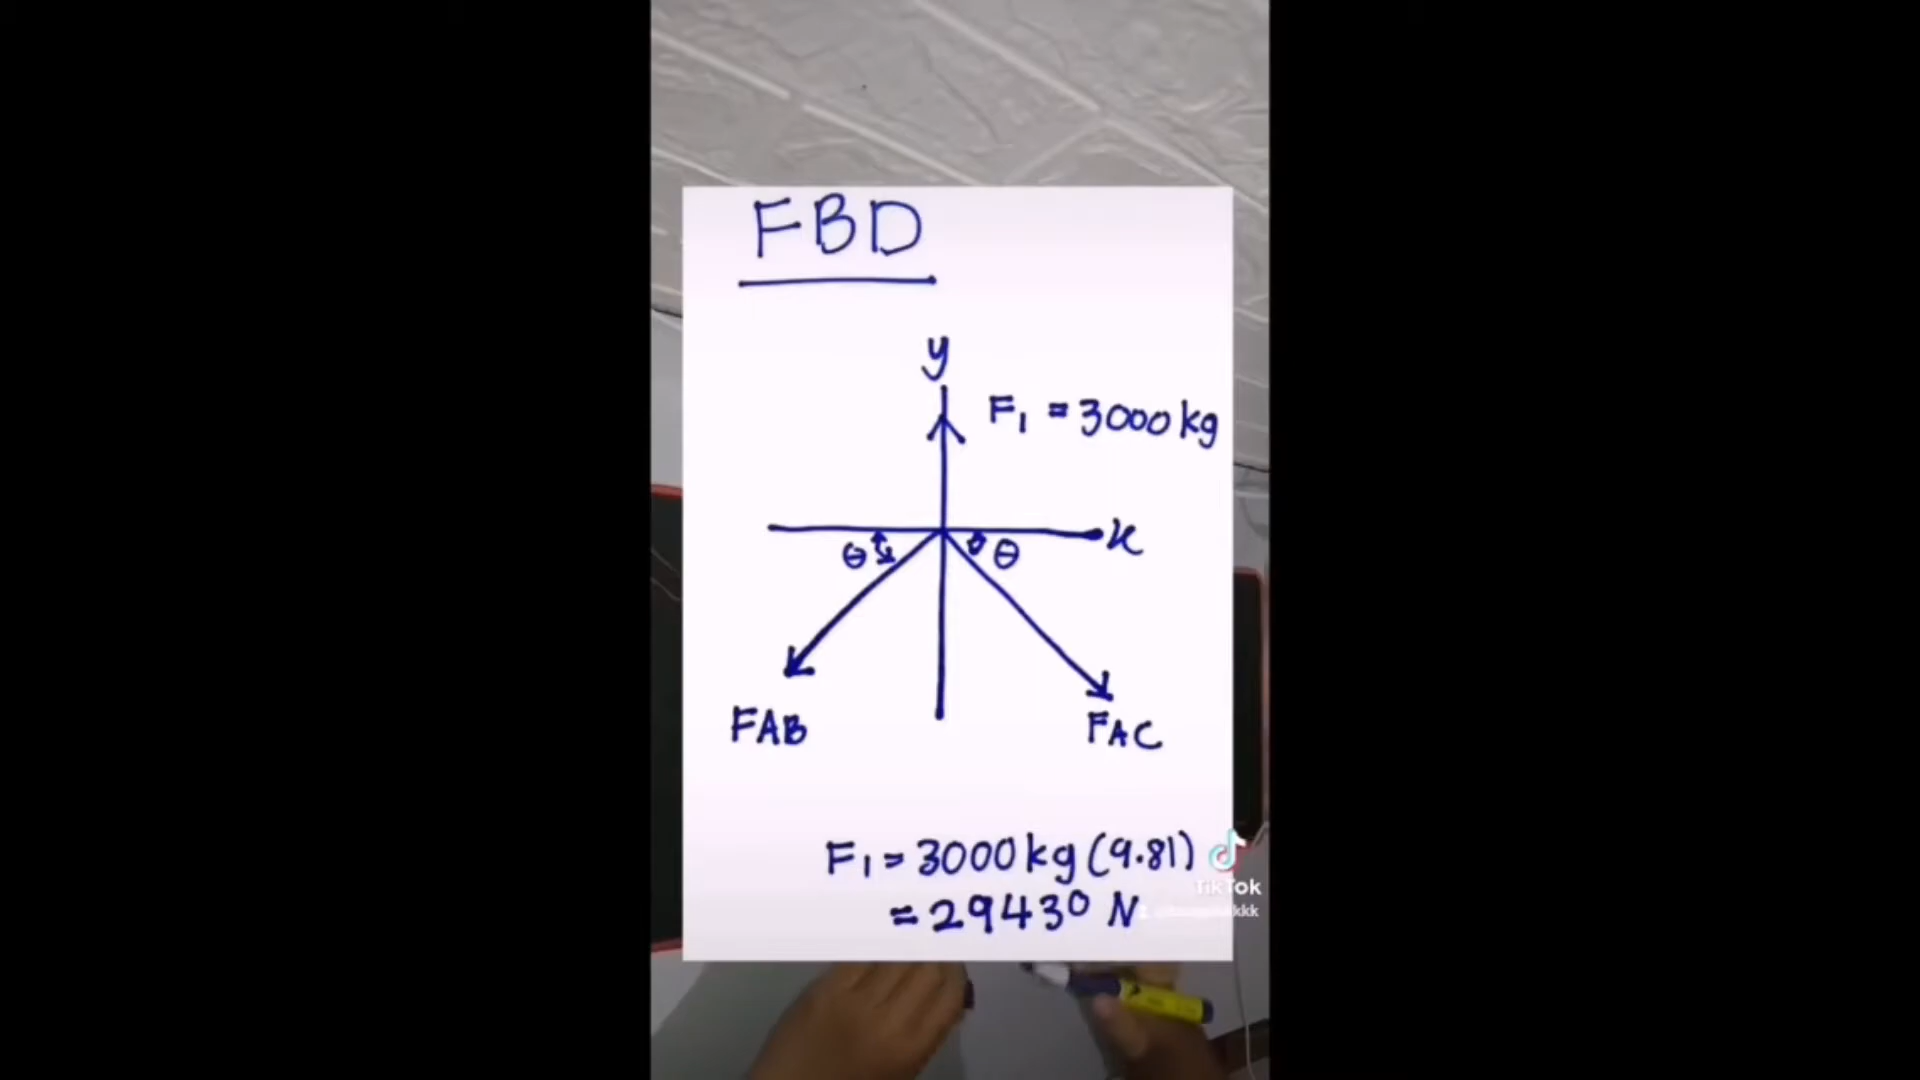 FBD
y
F₁ = 3000 kg
x
θ
θ
FAB
FAC
F₁ = 3000 kg (9.81)
= 29430 N
TikTok